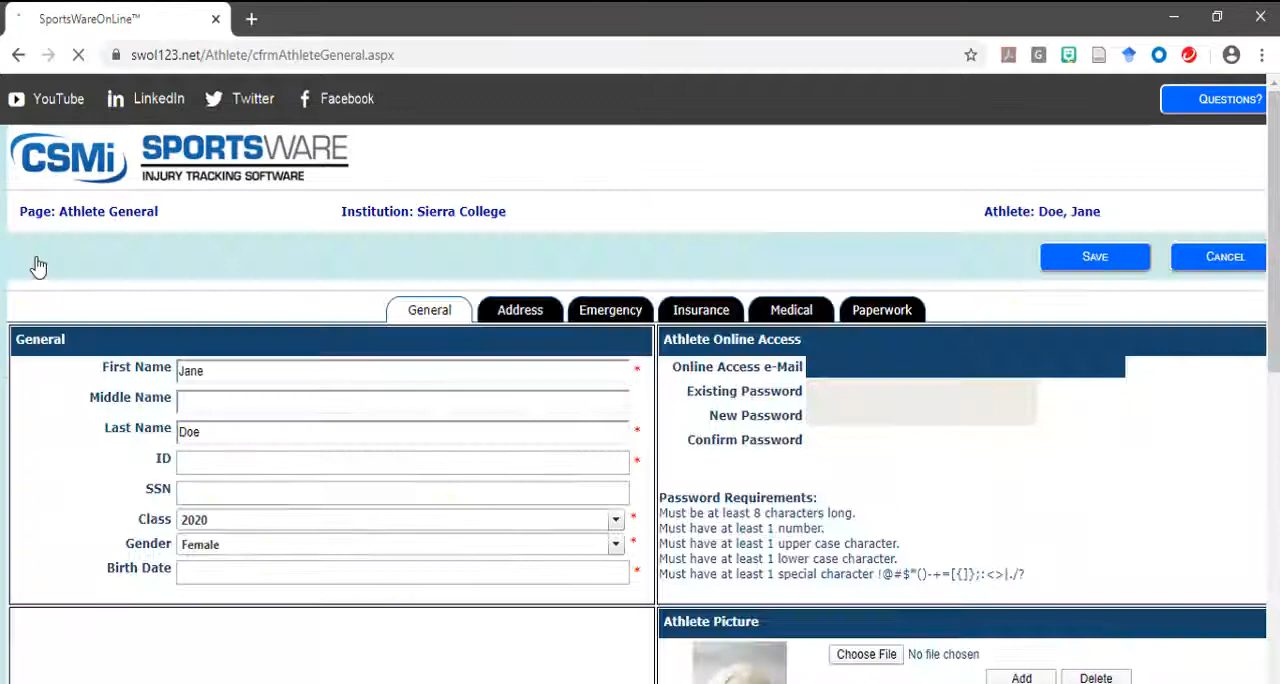 SportsWareOnLine™
swol123.net/Athlete/cfrmAthleteGeneral.aspx
YouTube LinkedIn Twitter Facebook QUESTIONS?
CSMi SPORTSWARE
INJURY TRACKING SOFTWARE
Page: Athlete General Institution: Sierra College Athlete: Doe, Jane
SAVE CANCEL
General Address Emergency Insurance Medical Paperwork
General
First Name Jane *
Middle Name
Last Name Doe *
ID *
SSN
Class 2020 *
Gender Female *
Birth Date *
Athlete Online Access
Online Access e-Mail
Existing Password
New Password
Confirm Password
Password Requirements:
Must be at least 8 characters long.
Must have at least 1 number.
Must have at least 1 upper case character.
Must have at least 1 lower case character.
Must have at least 1 special character !@#$*()-+=[{]};:<>|./?
Athlete Picture
Choose File No file chosen
Add Delete